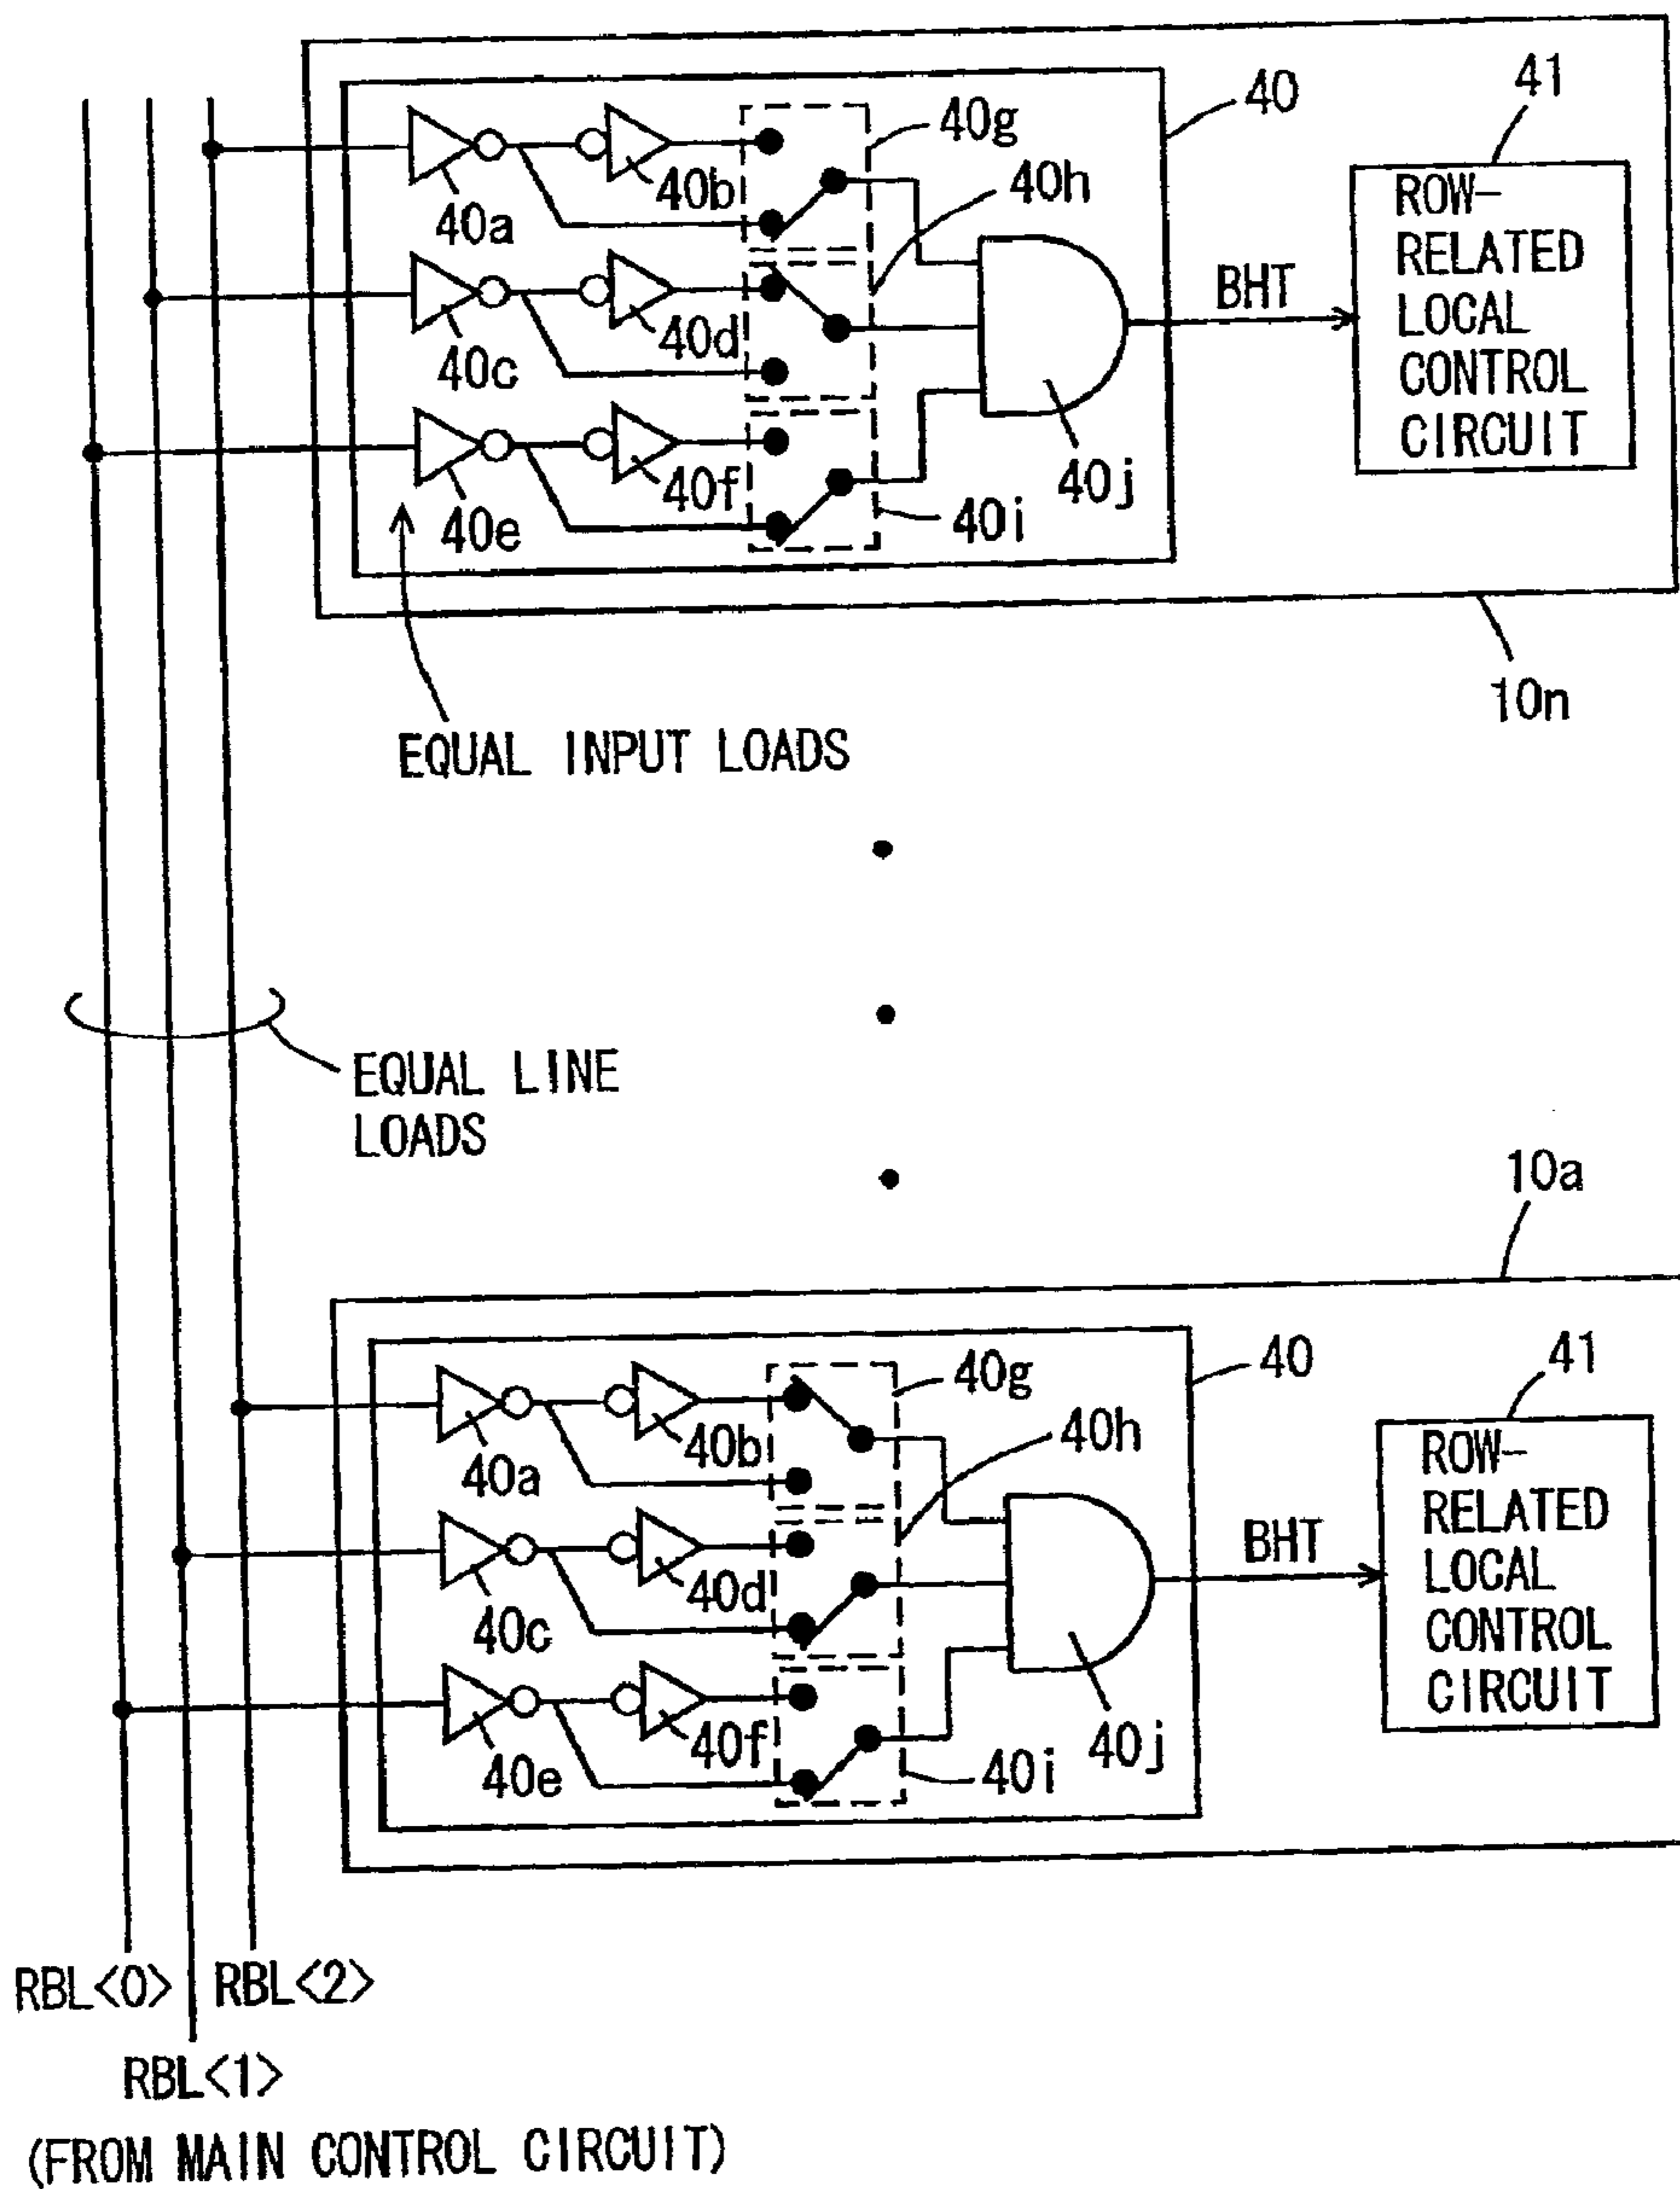 40
41
40g
40h
40b
40a
ROW-
RELATED
LOCAL
CONTROL
CIRCUIT
BHT
40d
40c
40j
40f
40e
40i
10n
EQUAL INPUT LOADS
EQUAL LINE
LOADS
10a
40
41
40g
40h
40b
40a
ROW-
RELATED
LOCAL
CONTROL
CIRCUIT
BHT
40d
40c
40j
40f
40e
40i
RBL<0>
RBL<2>
RBL<1>
(FROM MAIN CONTROL CIRCUIT)